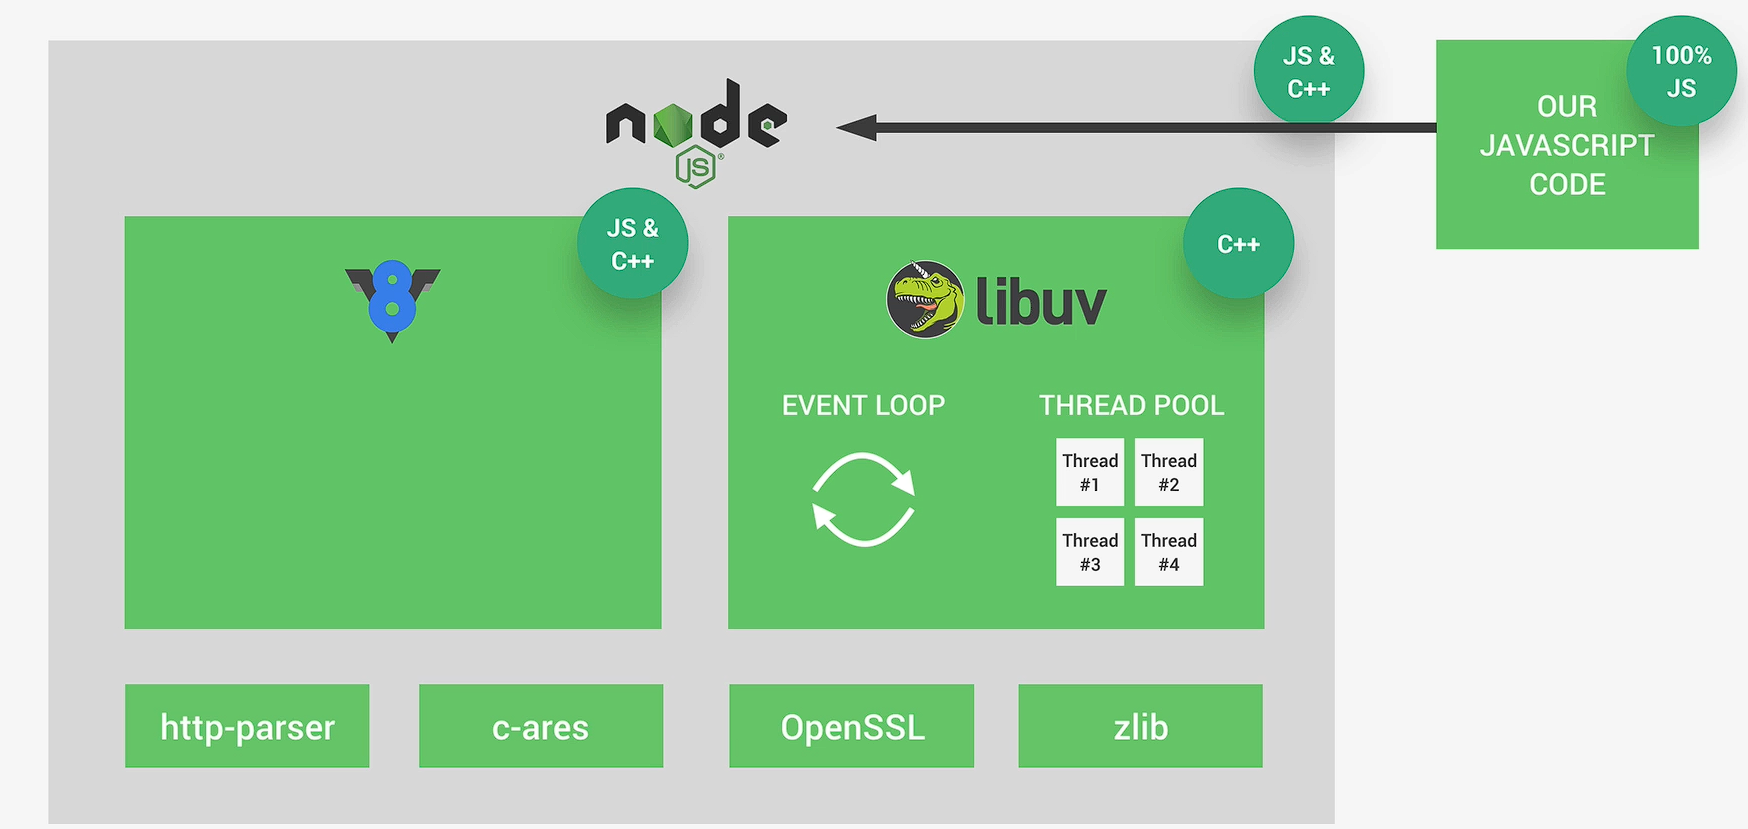 node
JS
®
JS &
C++
100%
JS
OUR
JAVASCRIPT
CODE
JS &
C++
8
C++
libuv
EVENT LOOP
THREAD POOL
Thread
#1
Thread
#2
Thread
#3
Thread
#4
http-parser
c-ares
OpenSSL
zlib